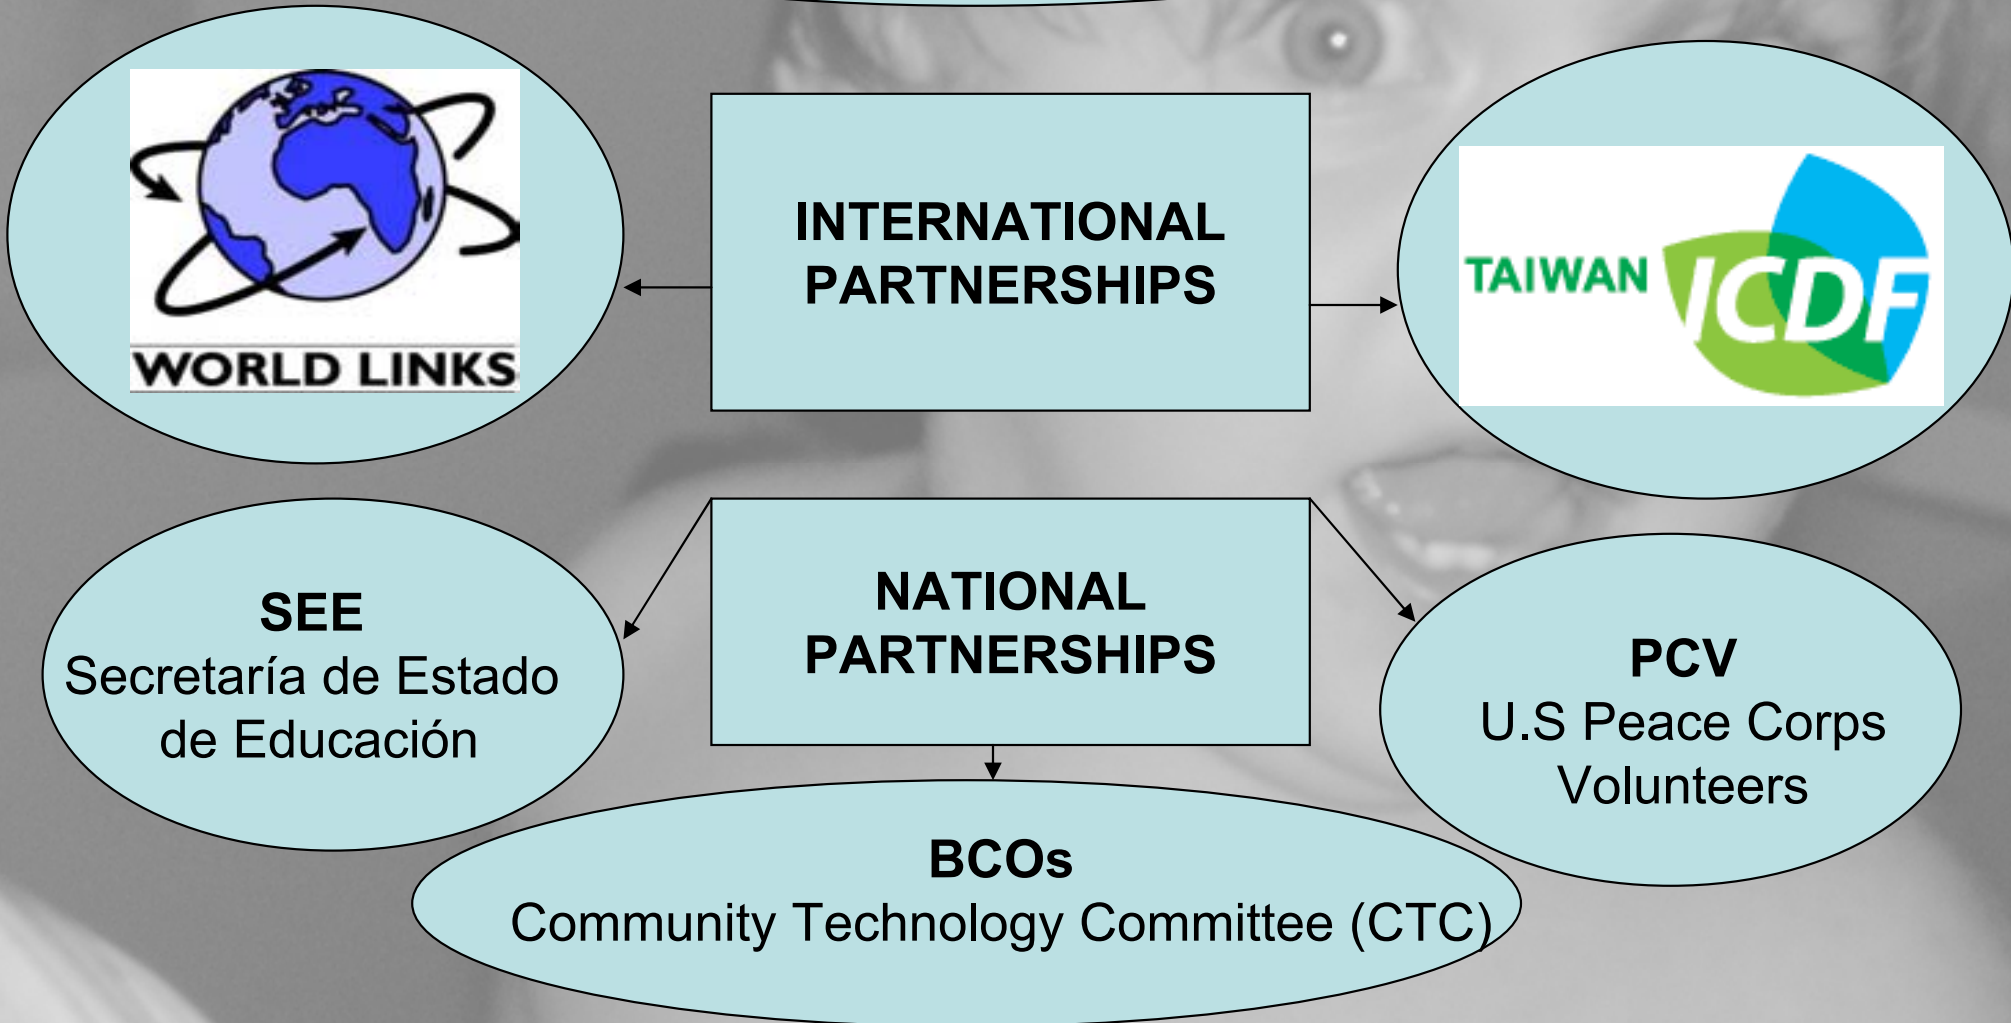 WORLD LINKS
INTERNATIONAL
PARTNERSHIPS
TAIWAN ICDF
SEE
Secretaría de Estado
de Educación
NATIONAL
PARTNERSHIPS
PCV
U.S Peace Corps
Volunteers
BCOs
Community Technology Committee (CTC)